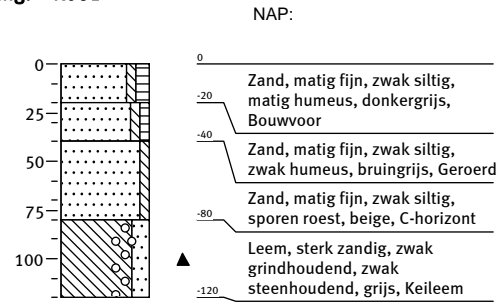 NAP:
0
0
Zand, matig fijn, zwak siltig,
-20
matig humeus, donkergrijs,
25
Bouwvoor
-40
Zand, matig fijn, zwak siltig,
50
zwak humeus, bruingrijs, Geroerd
Zand, matig fijn, zwak siltig,
75
-80
sporen roest, beige, C-horizont
Leem, sterk zandig, zwak
100
grindhoudend, zwak
steenhoudend, grijs, Keileem
-120